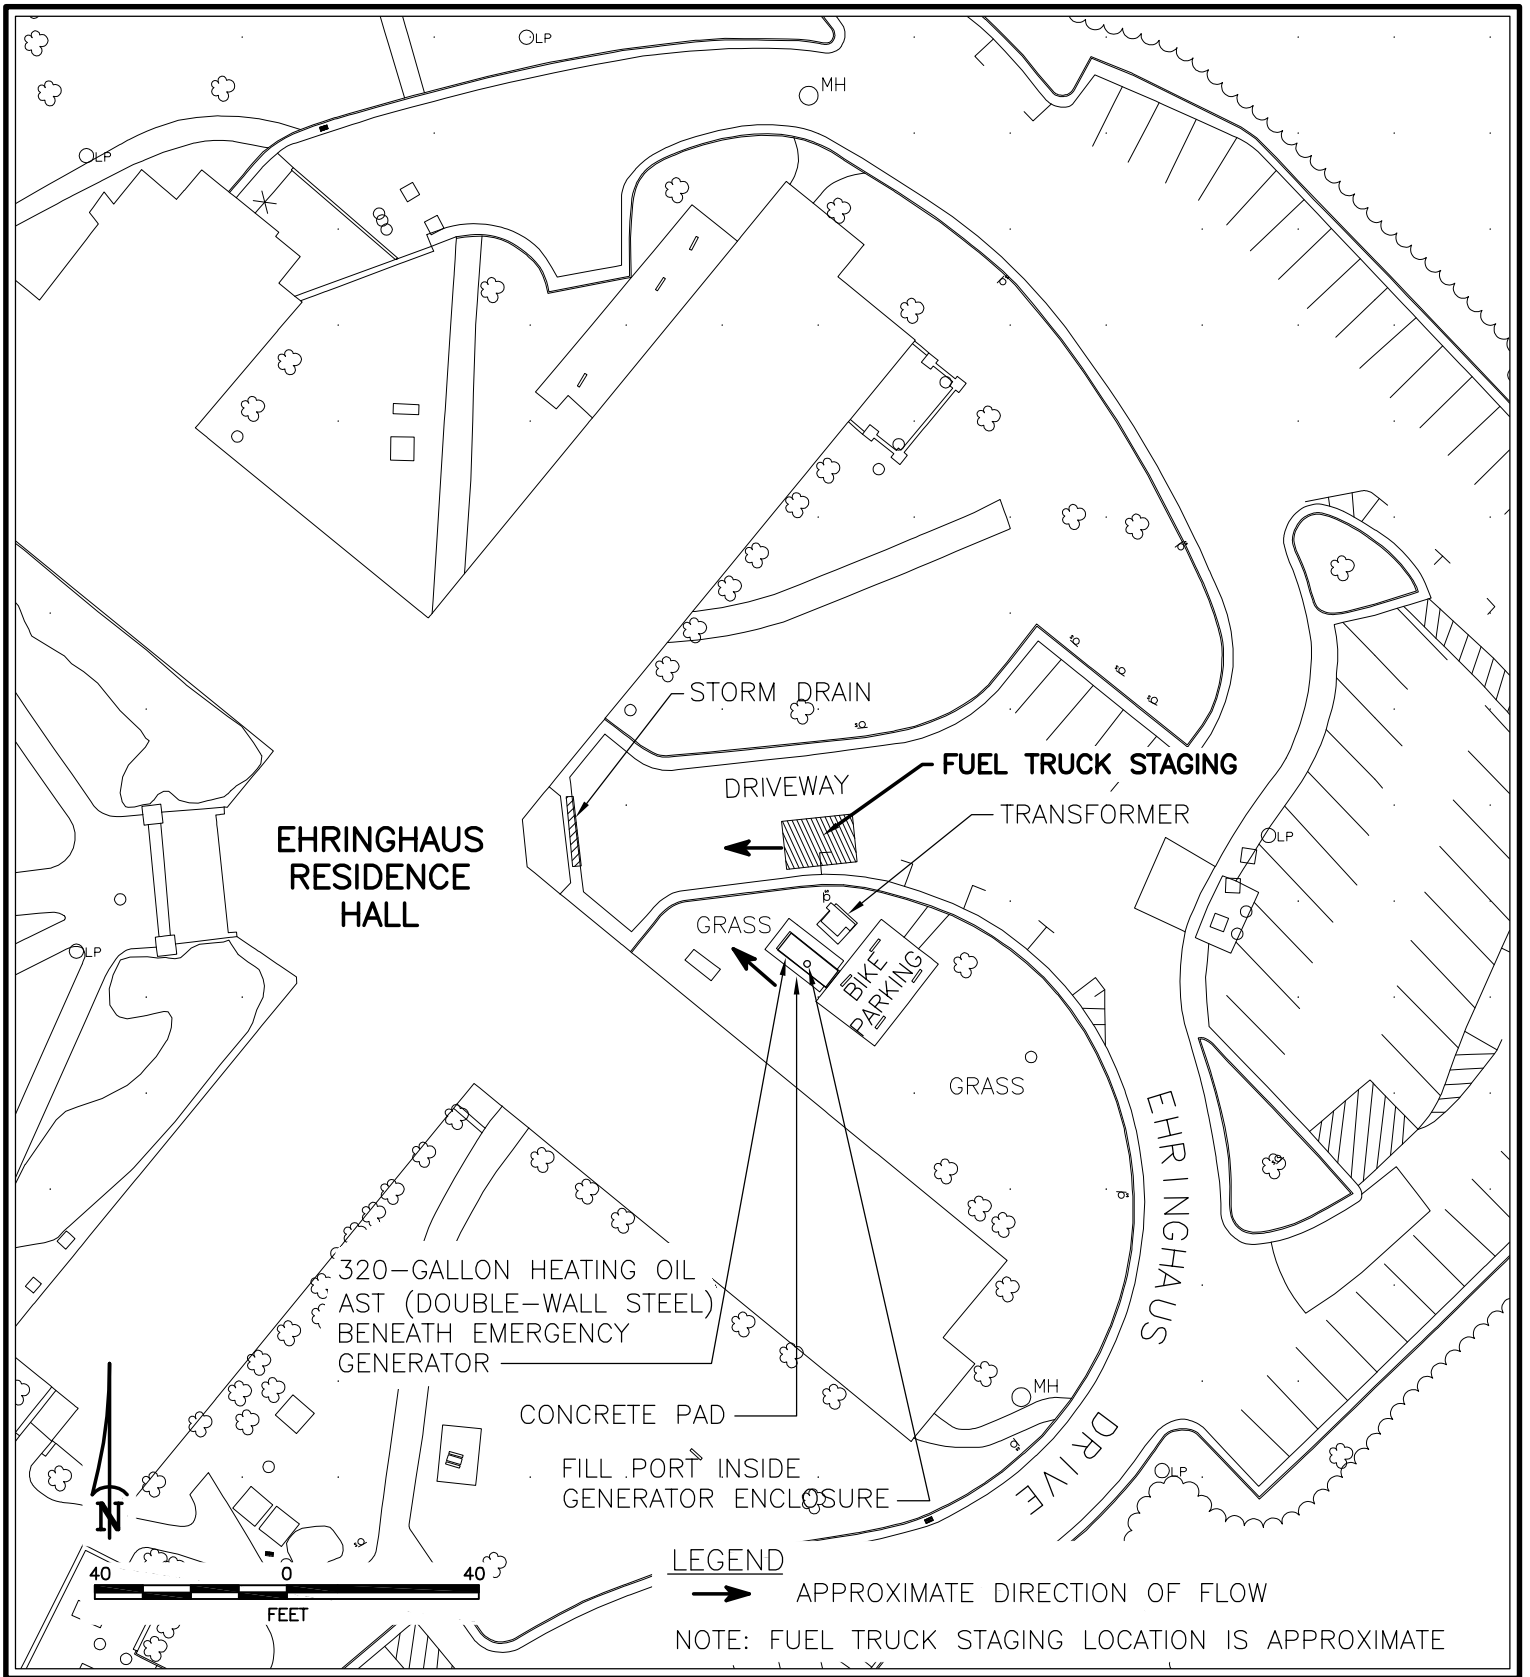 LP
MH
LP
STORM DRAIN
FUEL TRUCK STAGING
DRIVEWAY
TRANSFORMER
EHRINGHAUS
RESIDENCE
HALL
LP
GRASS
LP
BIKE
PARKING
GRASS
EHRINGHAUS
DRIVE
320-GALLON HEATING OIL
AST (DOUBLE-WALL STEEL)
BENEATH EMERGENCY
GENERATOR
MH
CONCRETE PAD
FILL PORT INSIDE
GENERATOR ENCLOSURE
LP
N
LEGEND
40 0 40
FEET
APPROXIMATE DIRECTION OF FLOW
NOTE: FUEL TRUCK STAGING LOCATION IS APPROXIMATE